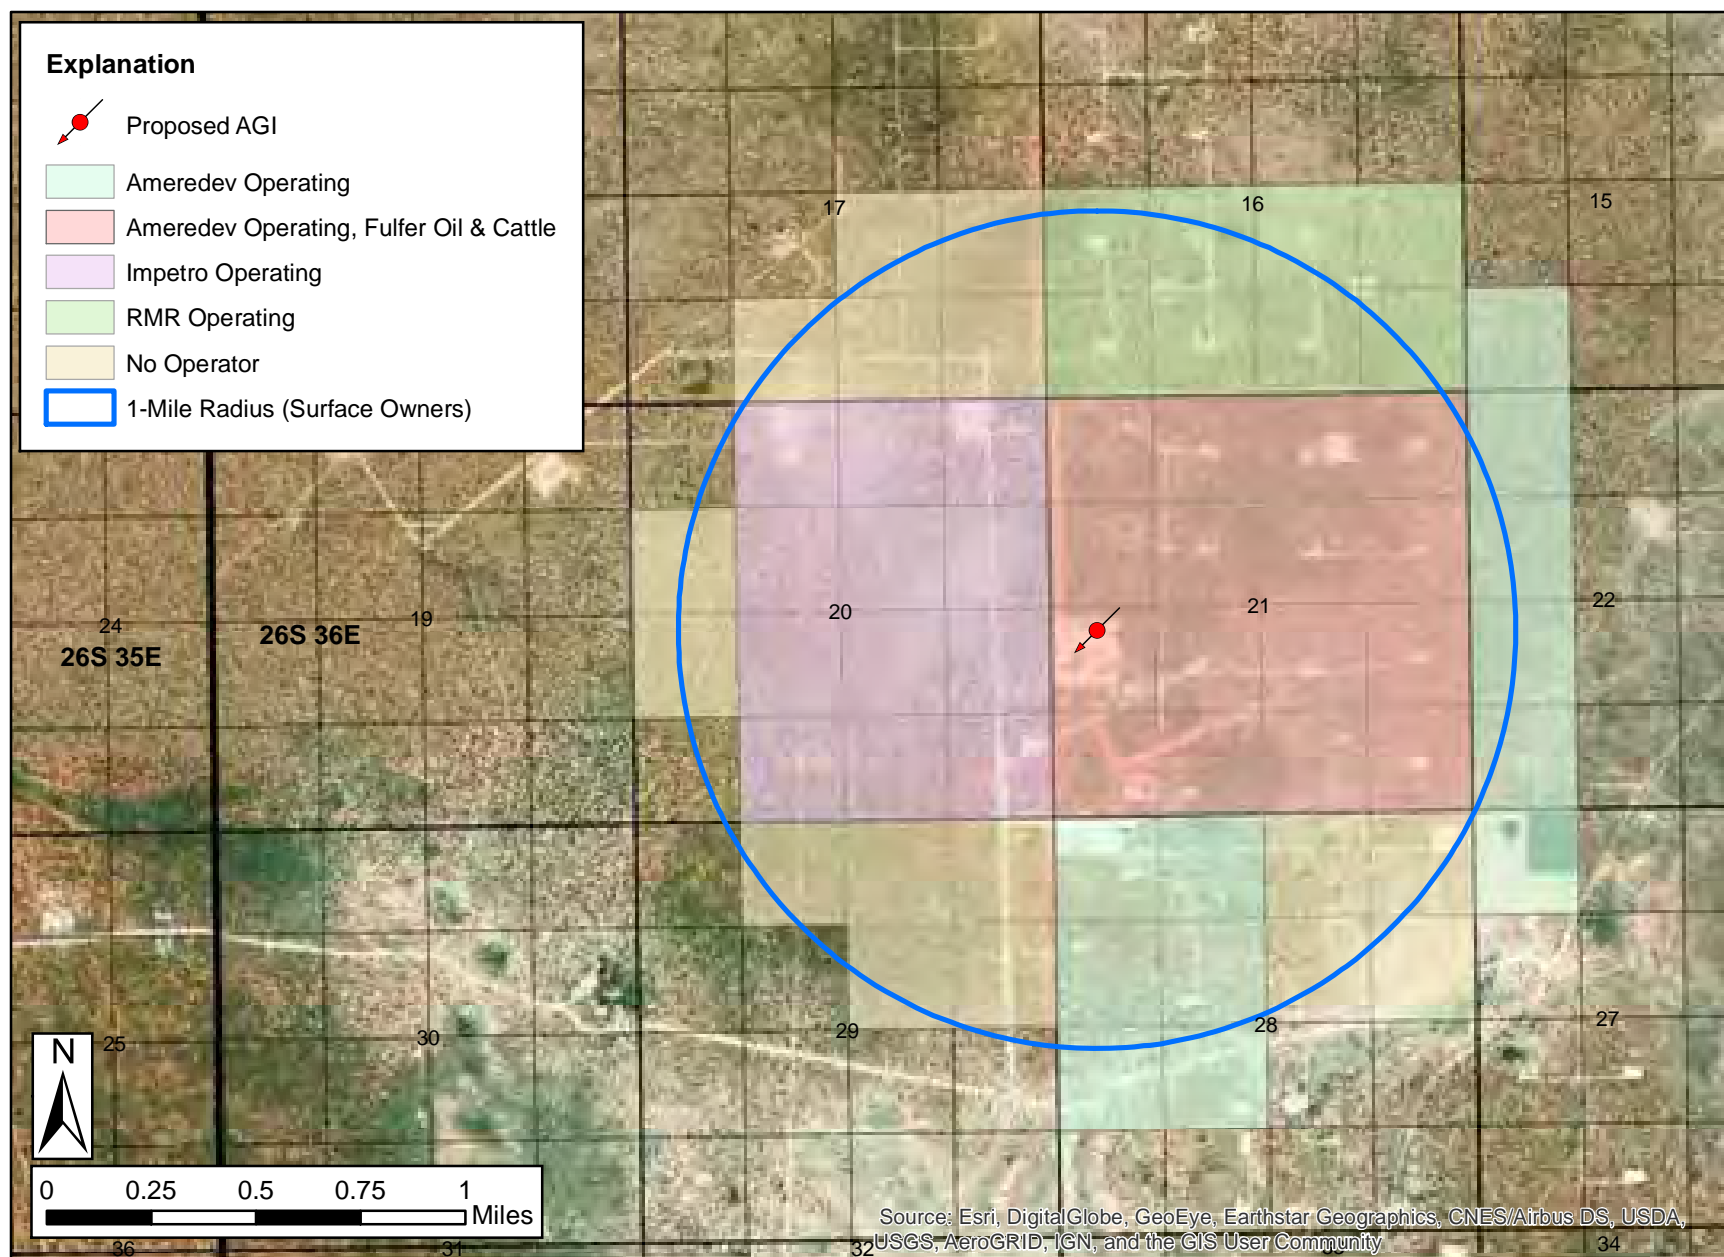 Explanation
Proposed AGI
Ameredev Operating
Ameredev Operating, Fulfer Oil & Cattle
Impetro Operating
RMR Operating
No Operator
1-Mile Radius (Surface Owners)
17
16
15
24
26S 35E
26S 36E
19
20
21
22
25
30
29
28
27
N
0 0.25 0.5 0.75 1
Miles
36
31
32
33
34
Source: Esri, DigitalGlobe, GeoEye, Earthstar Geographics, CNES/Airbus DS, USDA,
USGS, AeroGRID, IGN, and the GIS User Community